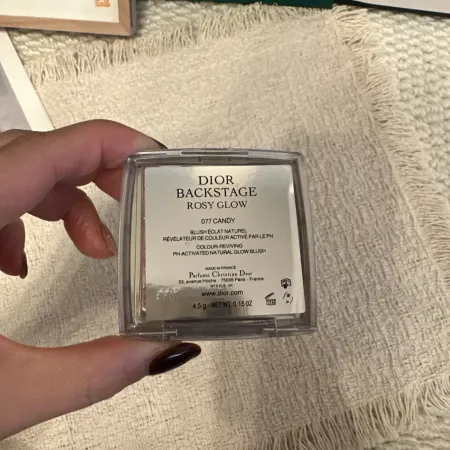 DIOR
BACKSTAGE
ROSY GLOW
077 CANDY
BLUSH ÉCLAT NATUREL
RÉVÉLATEUR DE COULEUR ACTIVÉ PAR LE PH
COLOUR-REVIVING
PH-ACTIVATED NATURAL GLOW BLUSH
MADE IN FRANCE
Parfums Christian Dior
33, avenue Hoche 75008 Paris - France
www.dior.com
4,5 g - NET WT. 0.15 OZ